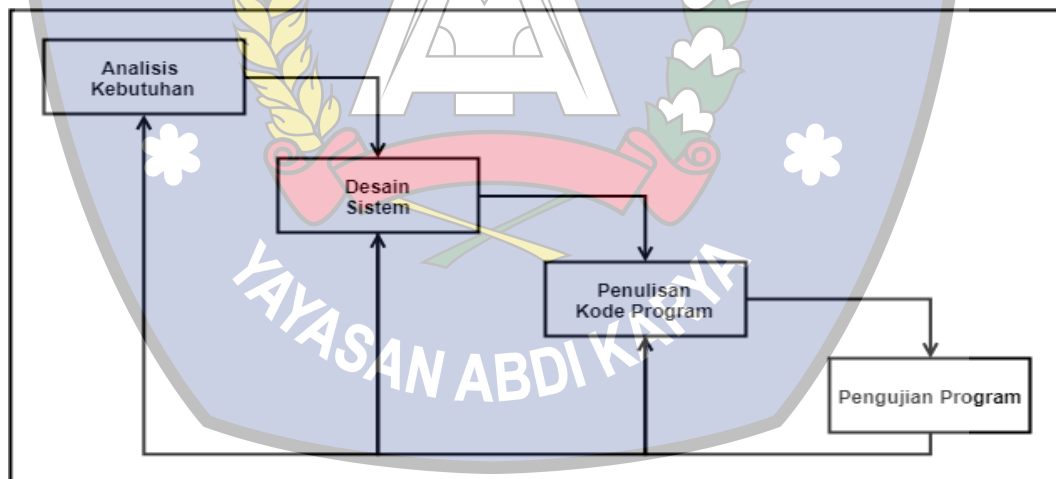 Analisis
Kebutuhan
Desain
Sistem
Penulisan
Kode Program
Pengujian Program
YAYASAN ABDI KARYA